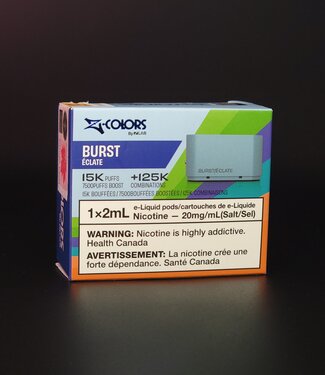 Z-COLORS
BURST
ÉCLATE
15K PUFFS +125K
7500PUFFS BOOST COMBINATIONS
15K BOUFFÉES / 7500BOUFFÉES BOOSTÉES / 125K COMBINAISONS
BURST/ÉCLATE
1×2mL e-Liquid pods/cartouches de e-Liquide
Nicotine — 20mg/mL(Salt/Sel)
WARNING: Nicotine is highly addictive.
Health Canada
AVERTISSEMENT: La nicotine crée une
forte dépendance. Santé Canada